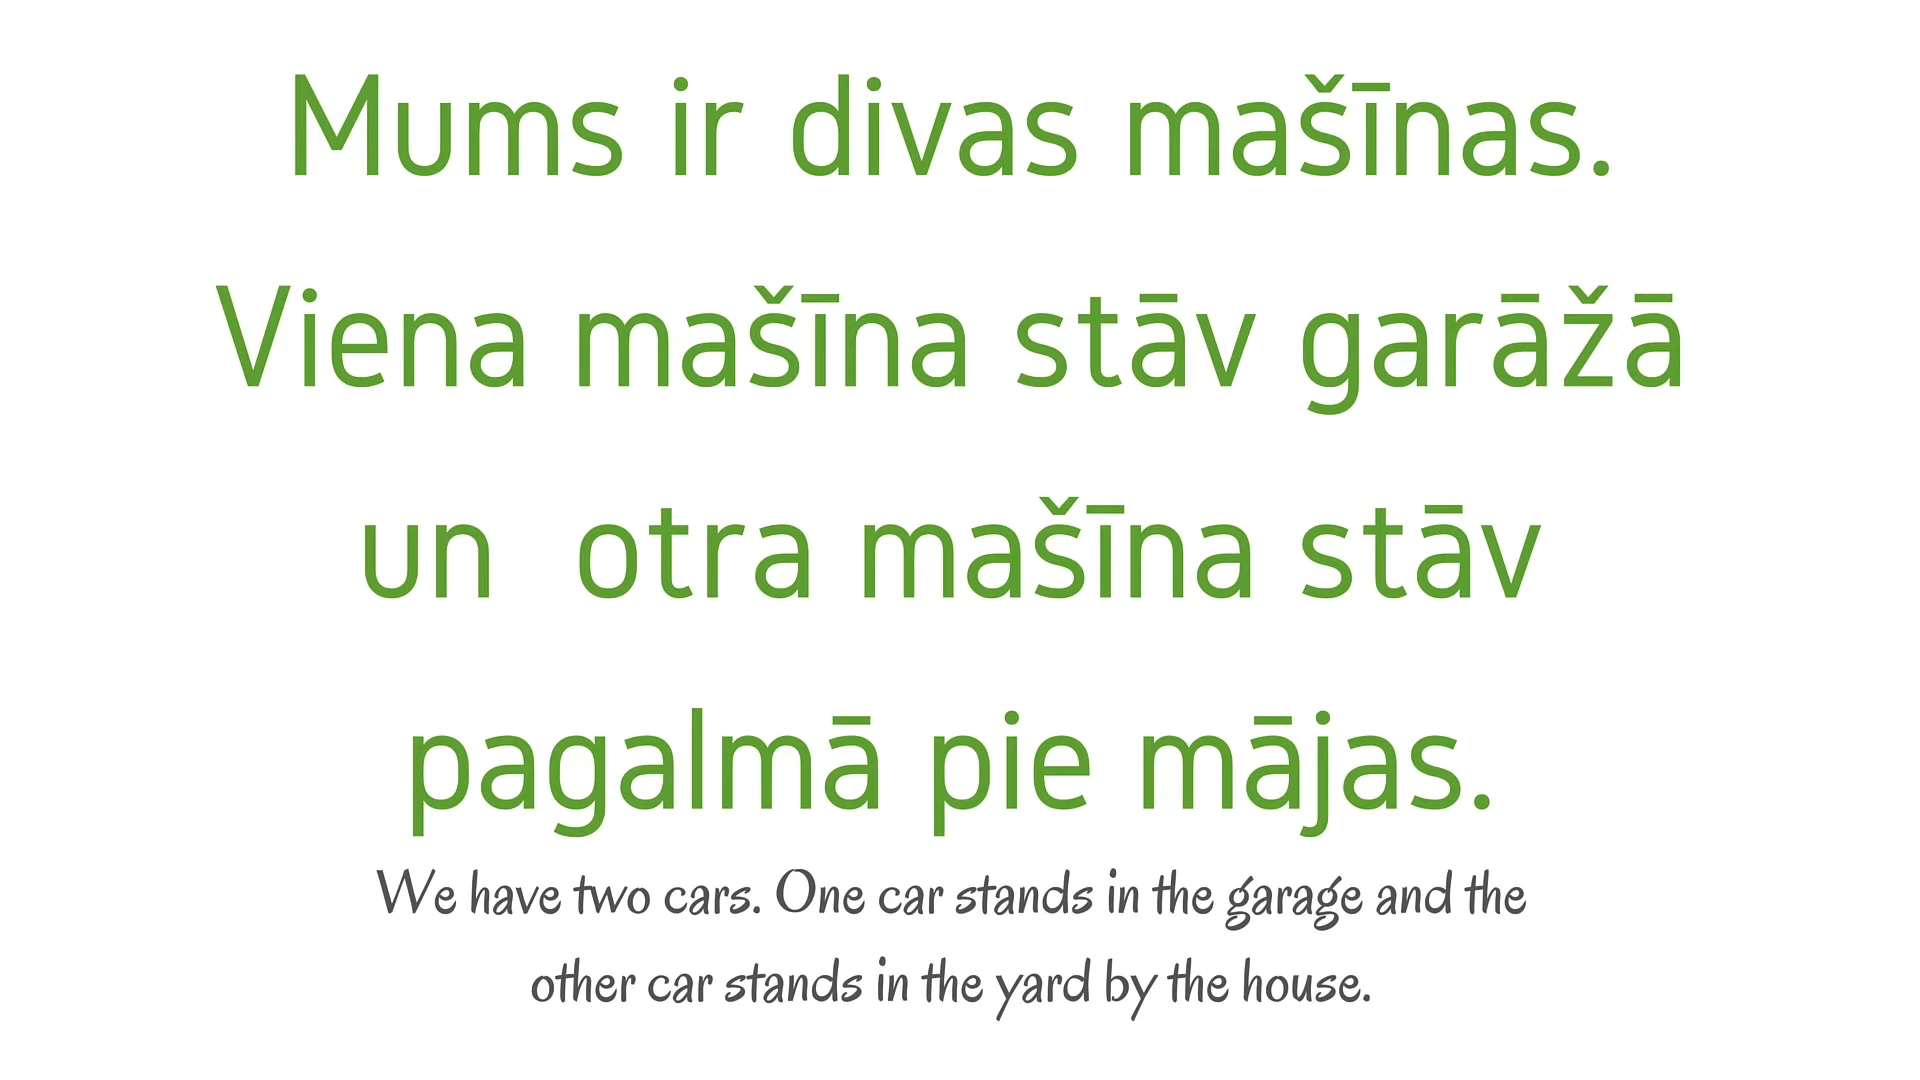 Mums ir divas mašīnas.
Viena mašīna stāv garāžā
un otra mašīna stāv
pagalmā pie mājas.
We have two cars. One car stands in the garage and the
other car stands in the yard by the house.